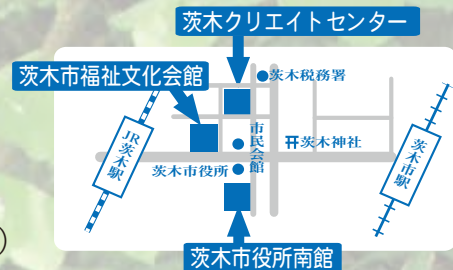 茨木クリエイトセンター
茨木税務署
茨木市福祉文化会館
JR茨木駅
市民会館
茨木神社
茨木市役所
茨木市駅
茨木市役所南館